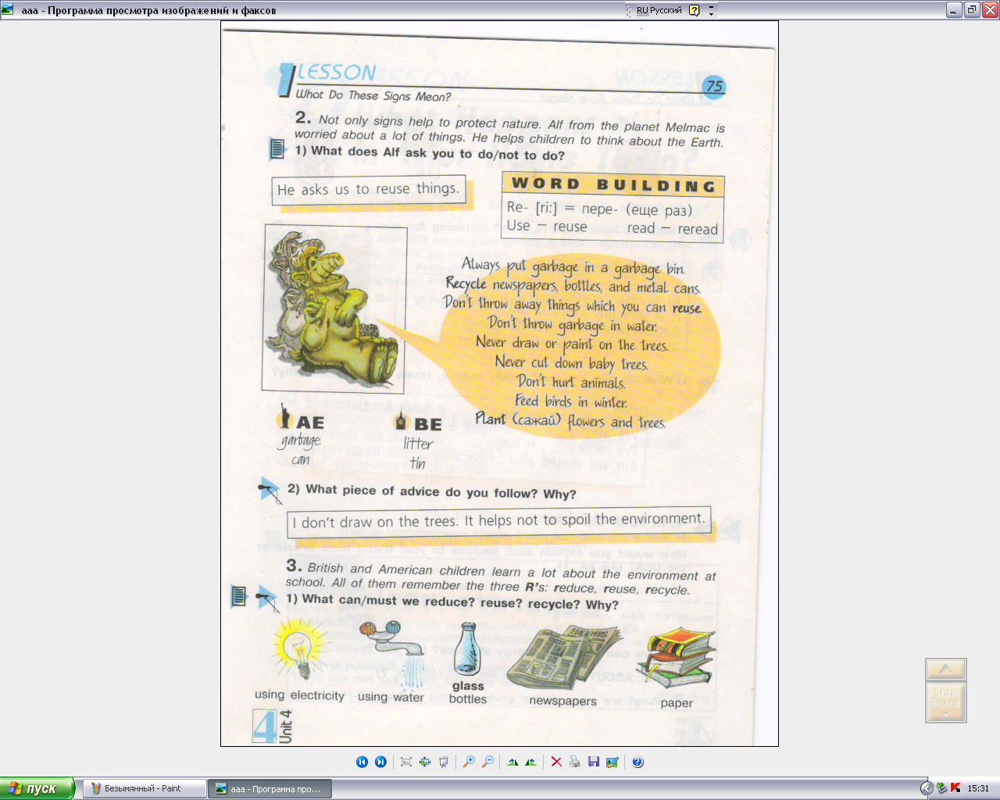 aaa - Программа просмотра изображений и факсов
RU Русский
LESSON
75
What Do These Signs Mean?
2. Not only signs help to protect nature. Alf from the planet Melmac is
worried about a lot of things. He helps children to think about the Earth.
1) What does Alf ask you to do/not to do?
He asks us to reuse things.
WORD BUILDING
Re- [ri:] = пере- (еще раз)
Use – reuse read – reread
Always put garbage in a garbage bin.
Recycle newspapers, bottles, and metal cans.
Don't throw away things which you can reuse.
Don't throw garbage in water.
Never draw or paint on the trees.
Never cut down baby trees.
Don't hurt animals.
Feed birds in winter.
Plant (сажай) flowers and trees.
AE
garbage
can
BE
litter
tin
2) What piece of advice do you follow? Why?
I don't draw on the trees. It helps not to spoil the environment.
3. British and American children learn a lot about the environment at
school. All of them remember the three R's: reduce, reuse, recycle.
1) What can/must we reduce? reuse? recycle? Why?
using electricity
using water
glass
bottles
newspapers
paper
4
Unit 4
Star
Board
пуск
Безымянный - Paint
aaa - Программа про...
15:31